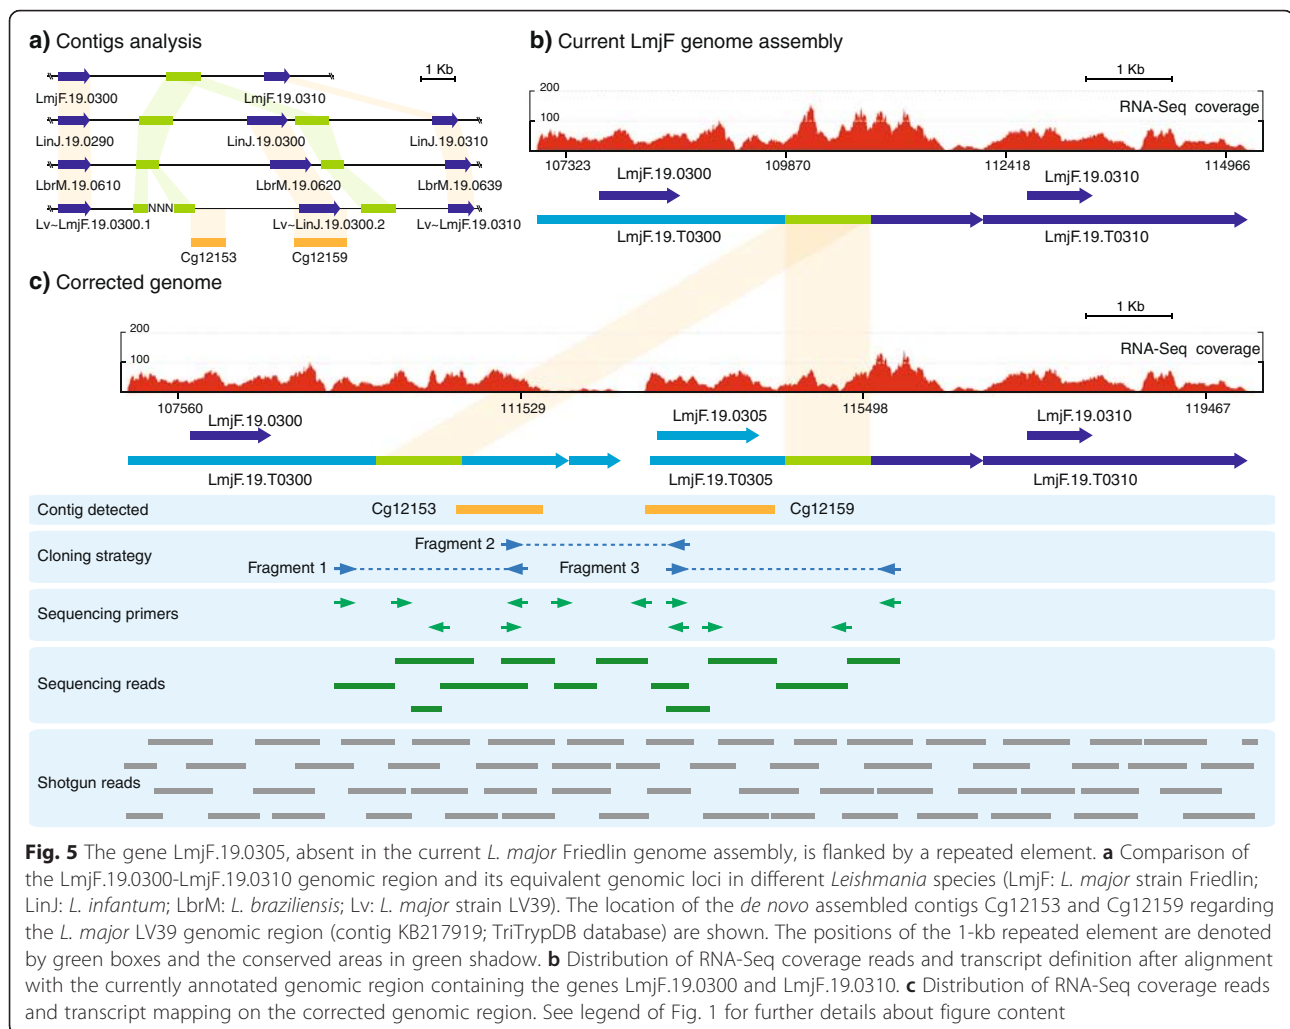 a) Contigs analysis
1 Kb
LmjF.19.0300 LmjF.19.0310
LinJ.19.0290 LinJ.19.0300 LinJ.19.0310
LbrM.19.0610 LbrM.19.0620 LbrM.19.0639
NNN
Lv~LmjF.19.0300.1 Lv~LinJ.19.0300.2 Lv~LmjF.19.0310
Cg12153 Cg12159
b) Current LmjF genome assembly
1 Kb
200
100
RNA-Seq coverage
107323 109870 112418 114966
LmjF.19.0300 LmjF.19.0310
LmjF.19.T0300 LmjF.19.T0310
c) Corrected genome
1 Kb
200
100
RNA-Seq coverage
107560 111529 115498 119467
LmjF.19.0300 LmjF.19.0305 LmjF.19.0310
LmjF.19.T0300 LmjF.19.T0305 LmjF.19.T0310
Contig detected Cg12153 Cg12159
Cloning strategy
Fragment 2
Fragment 1 Fragment 3
Sequencing primers
Sequencing reads
Shotgun reads
Fig. 5 The gene LmjF.19.0305, absent in the current L. major Friedlin genome assembly, is flanked by a repeated element. a Comparison of
the LmjF.19.0300-LmjF.19.0310 genomic region and its equivalent genomic loci in different Leishmania species (LmjF: L. major strain Friedlin;
LinJ: L. infantum; LbrM: L. braziliensis; Lv: L. major strain LV39). The location of the de novo assembled contigs Cg12153 and Cg12159 regarding
the L. major LV39 genomic region (contig KB217919; TriTrypDB database) are shown. The positions of the 1-kb repeated element are denoted
by green boxes and the conserved areas in green shadow. b Distribution of RNA-Seq coverage reads and transcript definition after alignment
with the currently annotated genomic region containing the genes LmjF.19.0300 and LmjF.19.0310. c Distribution of RNA-Seq coverage reads
and transcript mapping on the corrected genomic region. See legend of Fig. 1 for further details about figure content